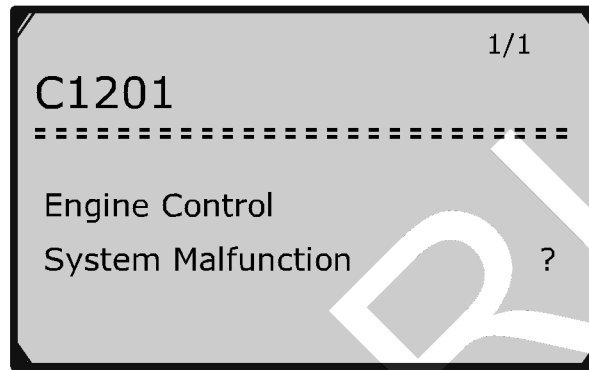 1/1
C1201
Engine Control
System Malfunction ?